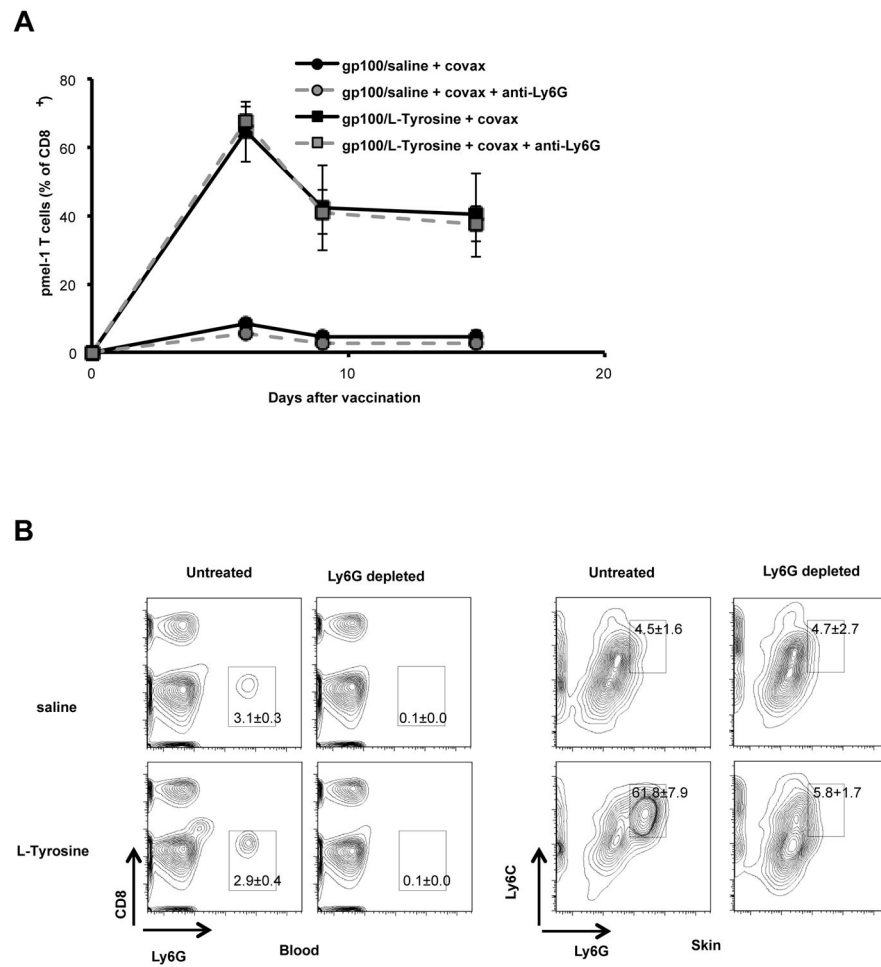 A
gp100/saline + covax
gp100/saline + covax + anti-Ly6G
gp100/L-Tyrosine + covax
gp100/L-Tyrosine + covax + anti-Ly6G
pmel-1 T cells (% of CD8+)
80
60
40
20
0
0 10 20
Days after vaccination
B
Untreated Ly6G depleted Untreated Ly6G depleted
saline
3.1±0.3 0.1±0.0 4.5±1.6 4.7±2.7
L-Tyrosine
2.9±0.4 0.1±0.0 61.8±7.9 5.8+1.7
CD8 Ly6C
Ly6G Blood Ly6G Skin